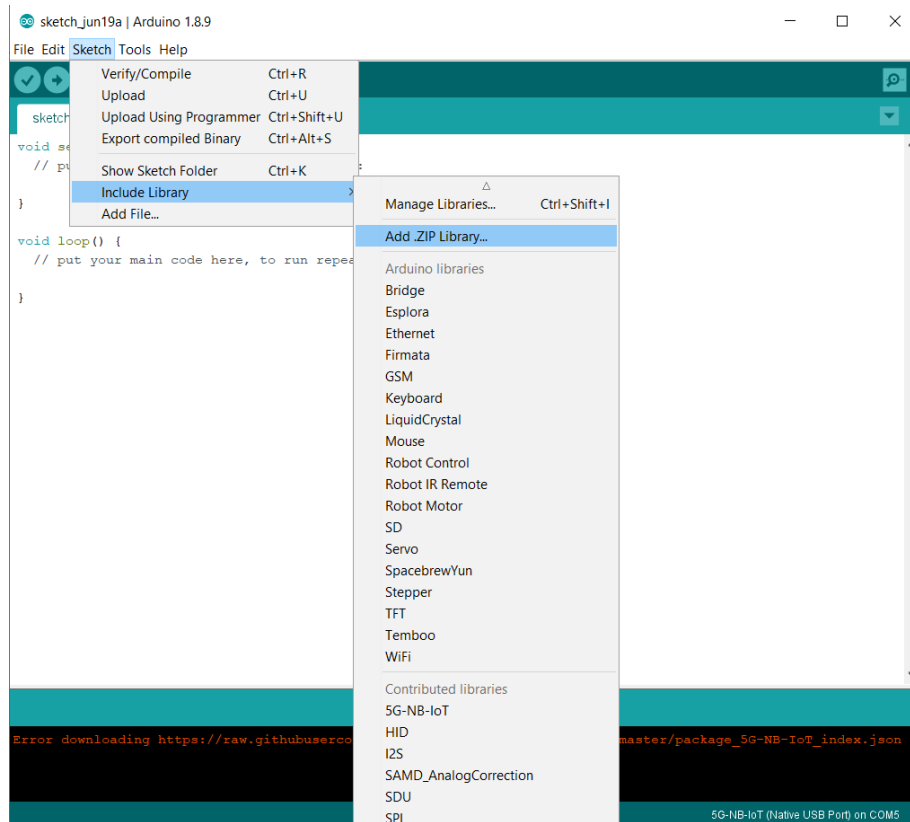 sketch_jun19a | Arduino 1.8.9
File Edit Sketch Tools Help
Verify/Compile Ctrl+R
Upload Ctrl+U
Upload Using Programmer Ctrl+Shift+U
Export compiled Binary Ctrl+Alt+S
Show Sketch Folder Ctrl+K
Include Library
Add File...
sketch
void se
// pu
}
void loop() {
// put your main code here, to run repea
}
Manage Libraries... Ctrl+Shift+I
Add .ZIP Library...
Arduino libraries
Bridge
Esplora
Ethernet
Firmata
GSM
Keyboard
LiquidCrystal
Mouse
Robot Control
Robot IR Remote
Robot Motor
SD
Servo
SpacebrewYun
Stepper
TFT
Temboo
WiFi
Contributed libraries
5G-NB-IoT
HID
I2S
SAMD_AnalogCorrection
SDU
SPI
Error downloading https://raw.githubuserco master/package_5G-NB-IoT_index.json
5G-NB-IoT (Native USB Port) on COM5